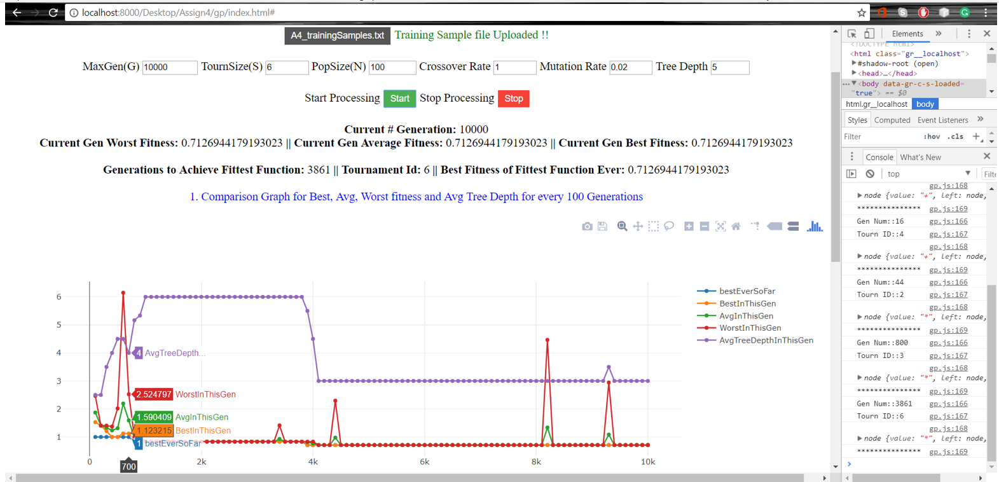 localhost:8000/Desktop/Assign4/gp/index.html#
A4_trainingSamples.txt Training Sample file Uploaded !!
MaxGen(G) 10000 TournSize(S) 6 PopSize(N) 100 Crossover Rate 1 Mutation Rate 0.02 Tree Depth 5
Start Processing Start Stop Processing Stop
Current # Generation: 10000
Current Gen Worst Fitness: 0.7126944179193023 || Current Gen Average Fitness: 0.7126944179193023 || Current Gen Best Fitness: 0.7126944179193023
Generations to Achieve Fittest Function: 3861 || Tournament Id: 6 || Best Fitness of Fittest Function Ever: 0.7126944179193023
1. Comparison Graph for Best, Avg, Worst fitness and Avg Tree Depth for every 100 Generations
6
5
4
3
2
1
4 AvgTreeDepth...
2.524797 WorstInThisGen
1.590409 AvgInThisGen
1.123215 BestInThisGen
1 bestEverSoFar
0 2k 4k 6k 8k 10k
700
bestEverSoFar
BestInThisGen
AvgInThisGen
WorstInThisGen
AvgTreeDepthInThisGen
Elements
<!DOCTYPE html>
<html class="gr__localhost">
#shadow-root (open)
<head>…</head>
<body data-gr-c-s-loaded=
"true"> == $0
html.gr__localhost body
Styles Computed Event Listeners
Filter :hov .cls +
Console What's New
top Filte
gp.js:168
node {value: "+", left: node,
*************** gp.js:169
Gen Num::16 gp.js:166
Tourn ID::4 gp.js:167
gp.js:168
node {value: "+", left: node,
*************** gp.js:169
Gen Num::44 gp.js:166
Tourn ID::2 gp.js:167
gp.js:168
node {value: "*", left: node,
*************** gp.js:169
Gen Num::800 gp.js:166
Tourn ID::3 gp.js:167
gp.js:168
node {value: "*", left: node,
*************** gp.js:169
Gen Num::3861 gp.js:166
Tourn ID::6 gp.js:167
gp.js:168
node {value: "*", left: node,
*************** gp.js:169